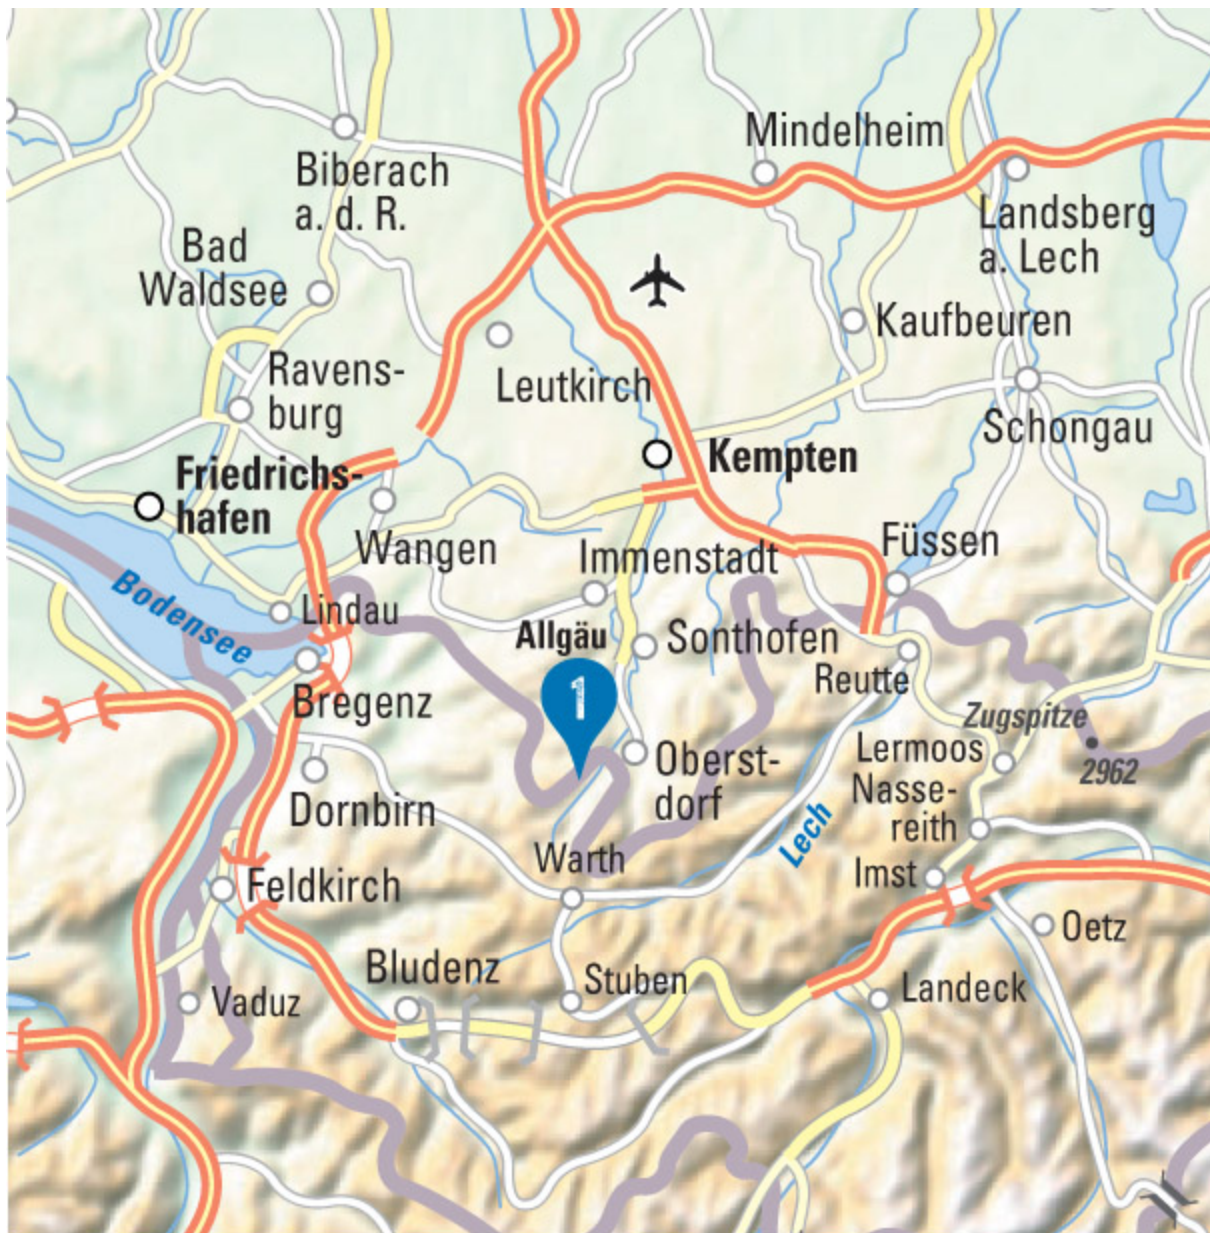 Mindelheim
Biberach
a. d. R.
Landsberg
a. Lech
Bad
Waldsee
Kaufbeuren
Ravens-
burg
Leutkirch
Schongau
Kempten
Friedrichs-
hafen
Wangen
Immenstadt
Füssen
Bodensee
Lindau
Allgäu
Sonthofen
Reutte
1
Bregenz
Zugspitze
2962
Lermoos
Nasse-
reith
Oberst-
dorf
Dornbirn
Lech
Warth
Imst
Feldkirch
Oetz
Bludenz
Stuben
Landeck
Vaduz